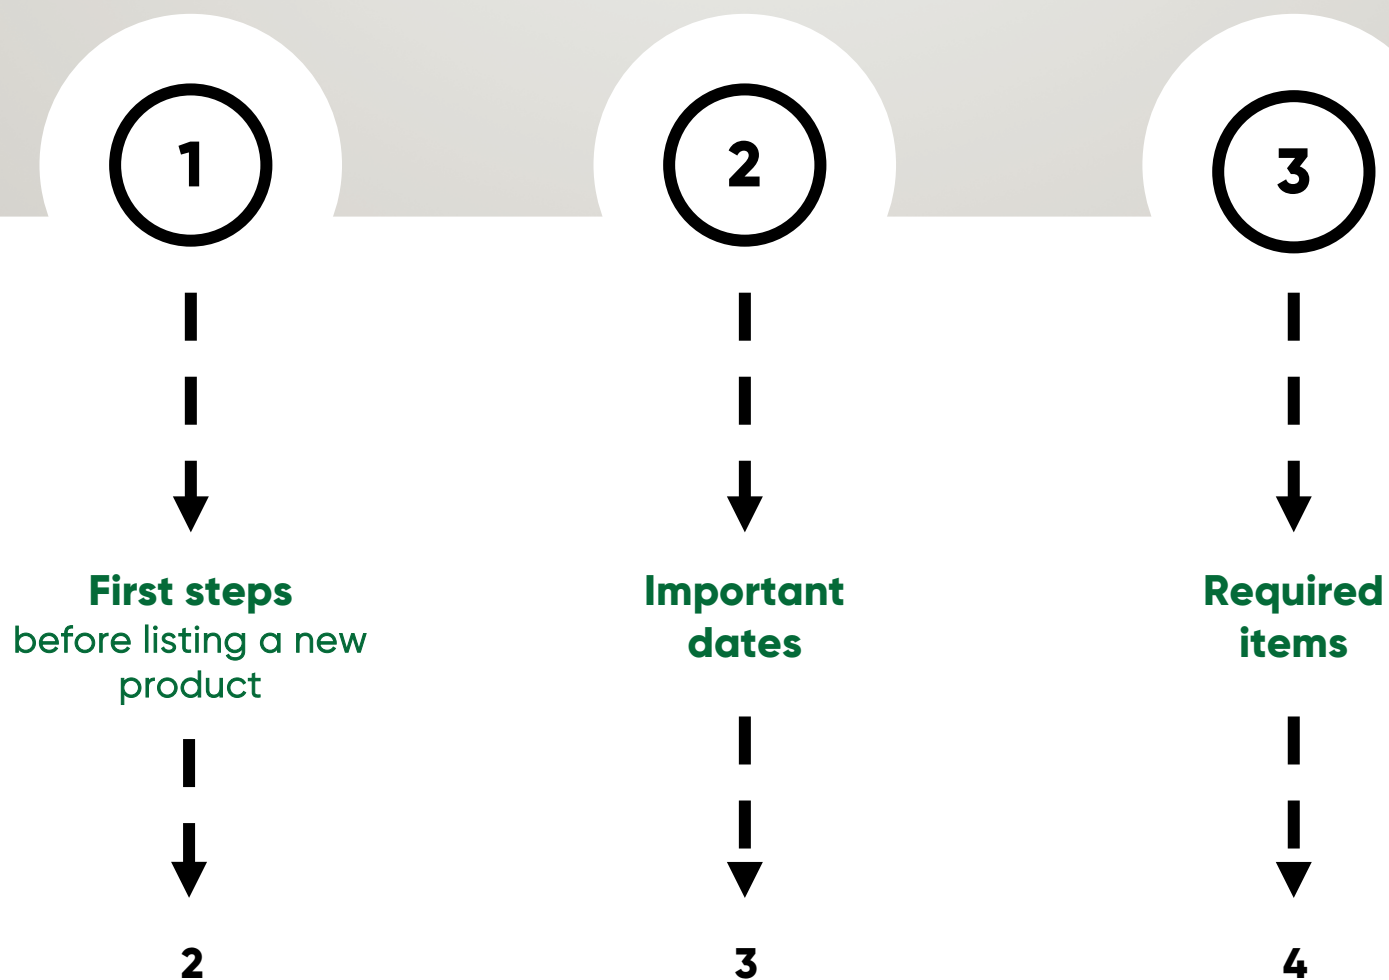 1
2
3
First steps
before listing a new
product
Important
dates
Required
items
2
3
4